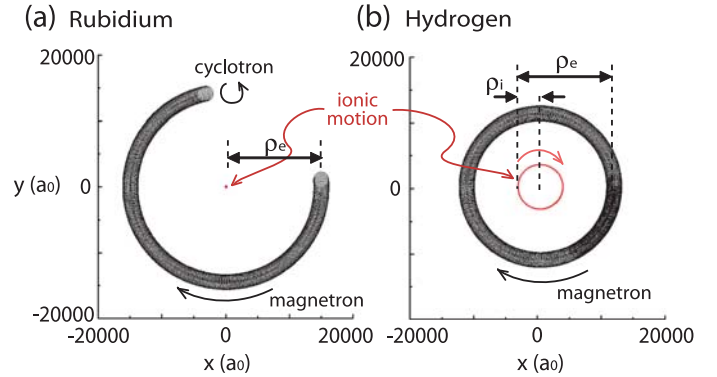 (a) Rubidium
(b) Hydrogen
20000
20000
cyclotron
ρe
ionic
motion
ρi
ρe
y (a0)
0
0
magnetron
magnetron
-20000
-20000
-20000
0
20000
0
20000
x (a0)
x (a0)